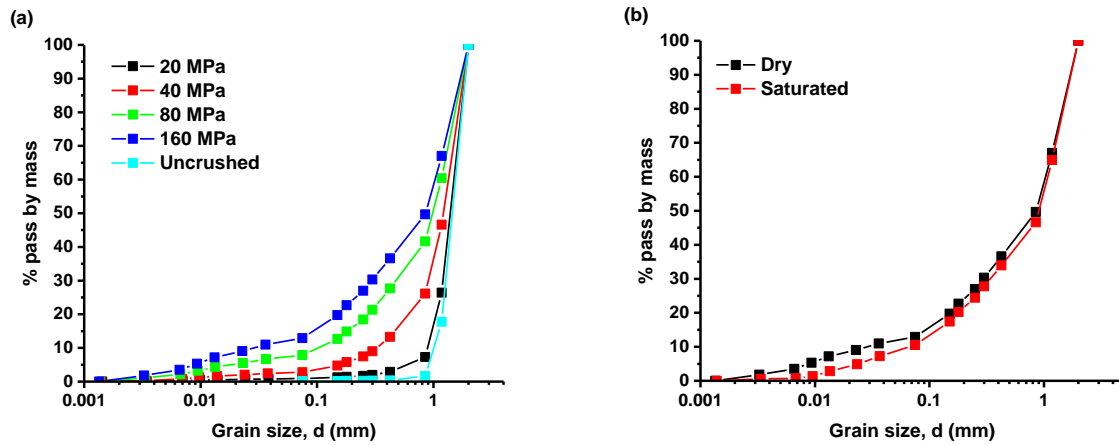 (a)
100
90
80
70
60
50
40
30
20
10
0
% pass by mass
20 MPa
40 MPa
80 MPa
160 MPa
Uncrushed
0.001 0.01 0.1 1
Grain size, d (mm)
(b)
100
90
80
70
60
50
40
30
20
10
0
% pass by mass
Dry
Saturated
0.001 0.01 0.1 1
Grain size, d (mm)